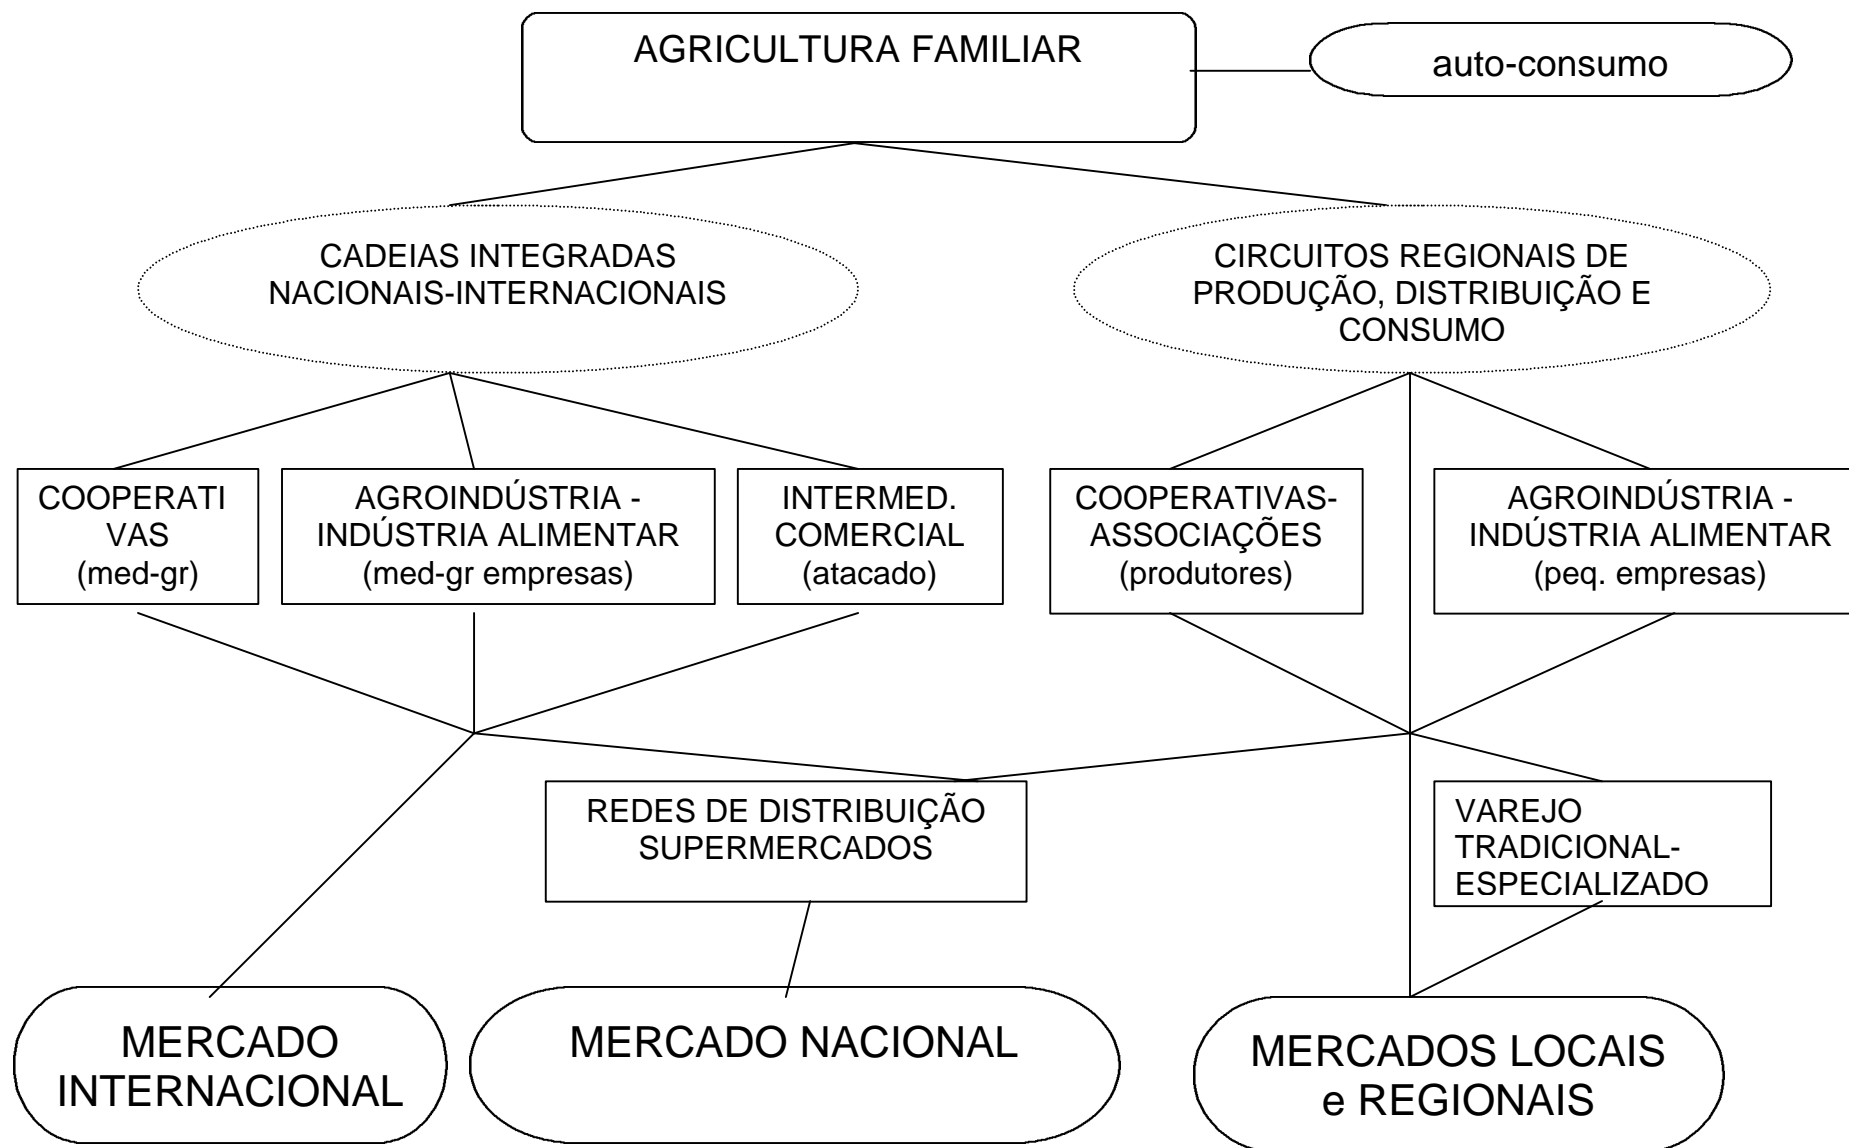 AGRICULTURA FAMILIAR
auto-consumo
CADEIAS INTEGRADAS
NACIONAIS-INTERNACIONAIS
CIRCUITOS REGIONAIS DE
PRODUÇÃO, DISTRIBUIÇÃO E
CONSUMO
COOPERATI
VAS
(med-gr)
AGROINDÚSTRIA -
INDÚSTRIA ALIMENTAR
(med-gr empresas)
INTERMED.
COMERCIAL
(atacado)
COOPERATIVAS-
ASSOCIAÇÕES
(produtores)
AGROINDÚSTRIA -
INDÚSTRIA ALIMENTAR
(peq. empresas)
REDES DE DISTRIBUIÇÃO
SUPERMERCADOS
VAREJO
TRADICIONAL-
ESPECIALIZADO
MERCADO
INTERNACIONAL
MERCADO NACIONAL
MERCADOS LOCAIS
e REGIONAIS